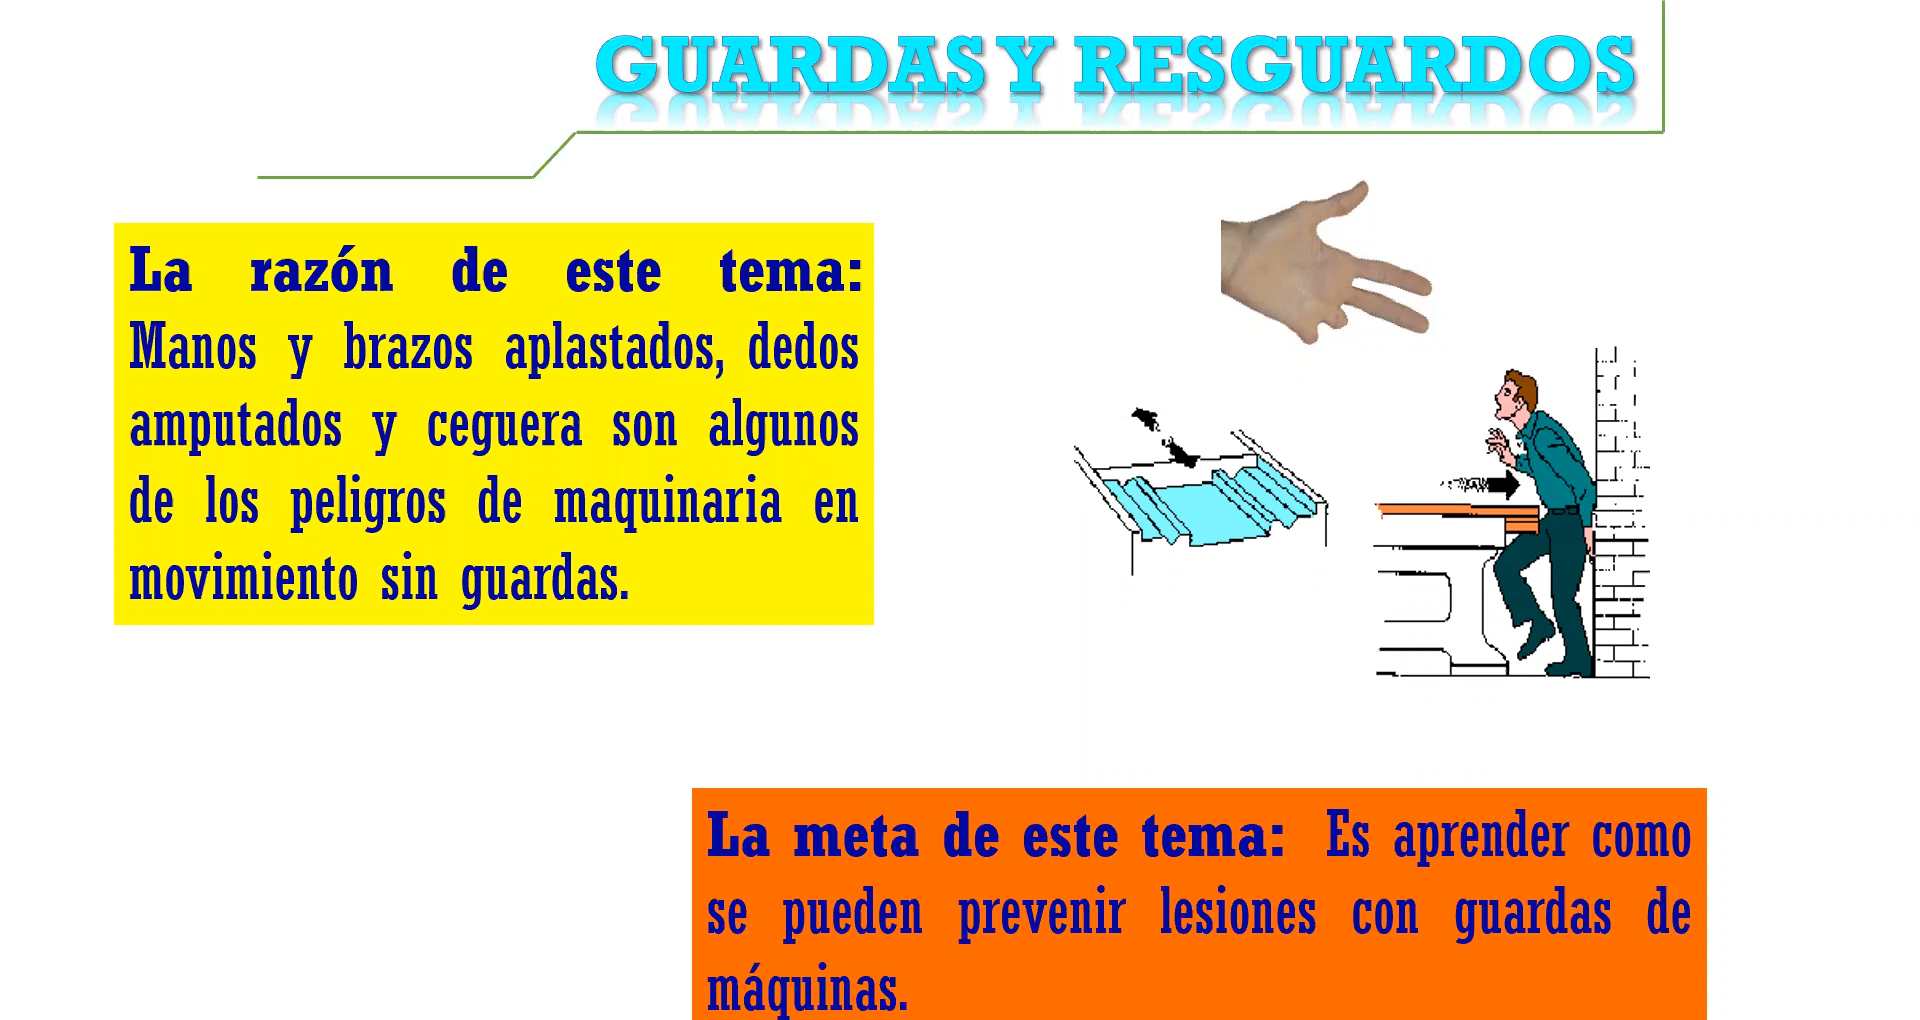 GUARDAS Y RESGUARDOS
La razón de este tema:
Manos y brazos aplastados, dedos
amputados y ceguera son algunos
de los peligros de maquinaria en
movimiento sin guardas.
La meta de este tema: Es aprender como
se pueden prevenir lesiones con guardas de
máquinas.